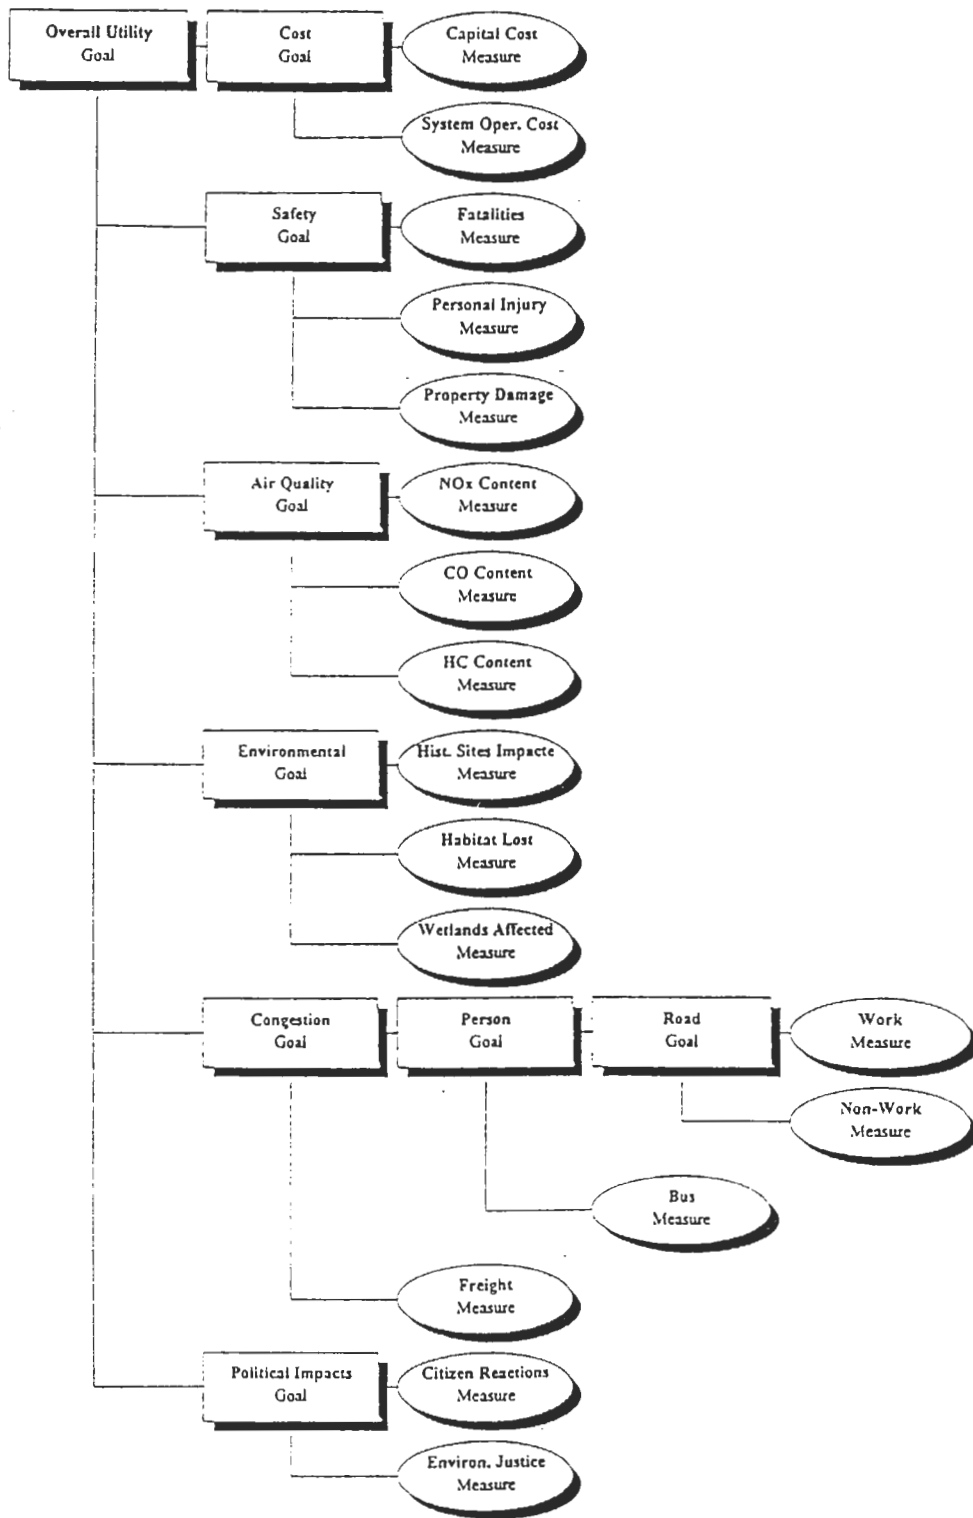 Overall Utility
Goal
Cost
Goal
Capital Cost
Measure
System Oper. Cost
Measure
Safety
Goal
Fatalities
Measure
Personal Injury
Measure
Property Damage
Measure
Air Quality
Goal
NOx Content
Measure
CO Content
Measure
HC Content
Measure
Environmental
Goal
Hist. Sites Impacte
Measure
Habitat Lost
Measure
Wetlands Affected
Measure
Congestion
Goal
Person
Goal
Road
Goal
Work
Measure
Non-Work
Measure
Bus
Measure
Freight
Measure
Political Impacts
Goal
Citizen Reactions
Measure
Environ. Justice
Measure